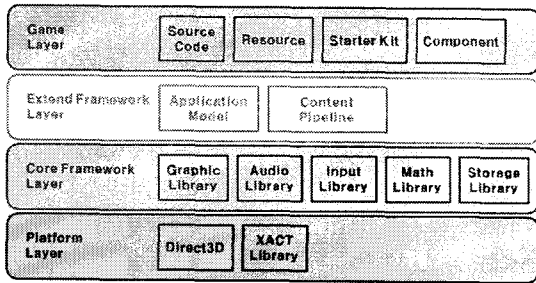 Game
Layer
Source
Code
Resource
Starter Kit
Component
Extend Framework
Layer
Application
Model
Content
Pipeline
Core Framework
Layer
Graphic
Library
Audio
Library
Input
Library
Math
Library
Storage
Library
Platform
Layer
Direct3D
XACT
Library